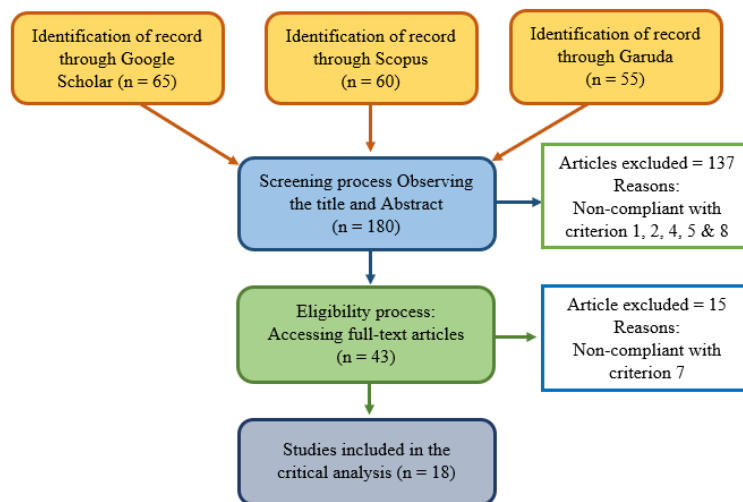 Identification of record
through Google
Scholar (n = 65)
Identification of record
through Scopus
(n = 60)
Identification of record
through Garuda
(n = 55)
Screening process Observing
the title and Abstract
(n = 180)
Articles excluded = 137
Reasons:
Non-compliant with
criterion 1, 2, 4, 5 & 8
Eligibility process:
Accessing full-text articles
(n = 43)
Article excluded = 15
Reasons:
Non-compliant with
criterion 7
Studies included in the
critical analysis (n = 18)